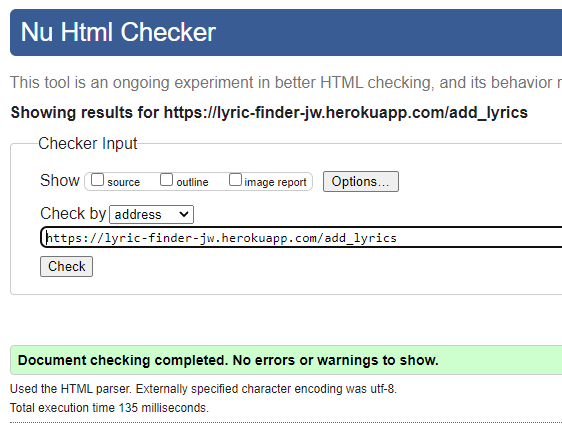 Nu Html Checker
This tool is an ongoing experiment in better HTML checking, and its behavior
Showing results for https://lyric-finder-jw.herokuapp.com/add_lyrics
Checker Input
Show source outline image report Options...
Check by address
https://lyric-finder-jw.herokuapp.com/add_lyrics
Check
Document checking completed. No errors or warnings to show.
Used the HTML parser. Externally specified character encoding was utf-8.
Total execution time 135 milliseconds.